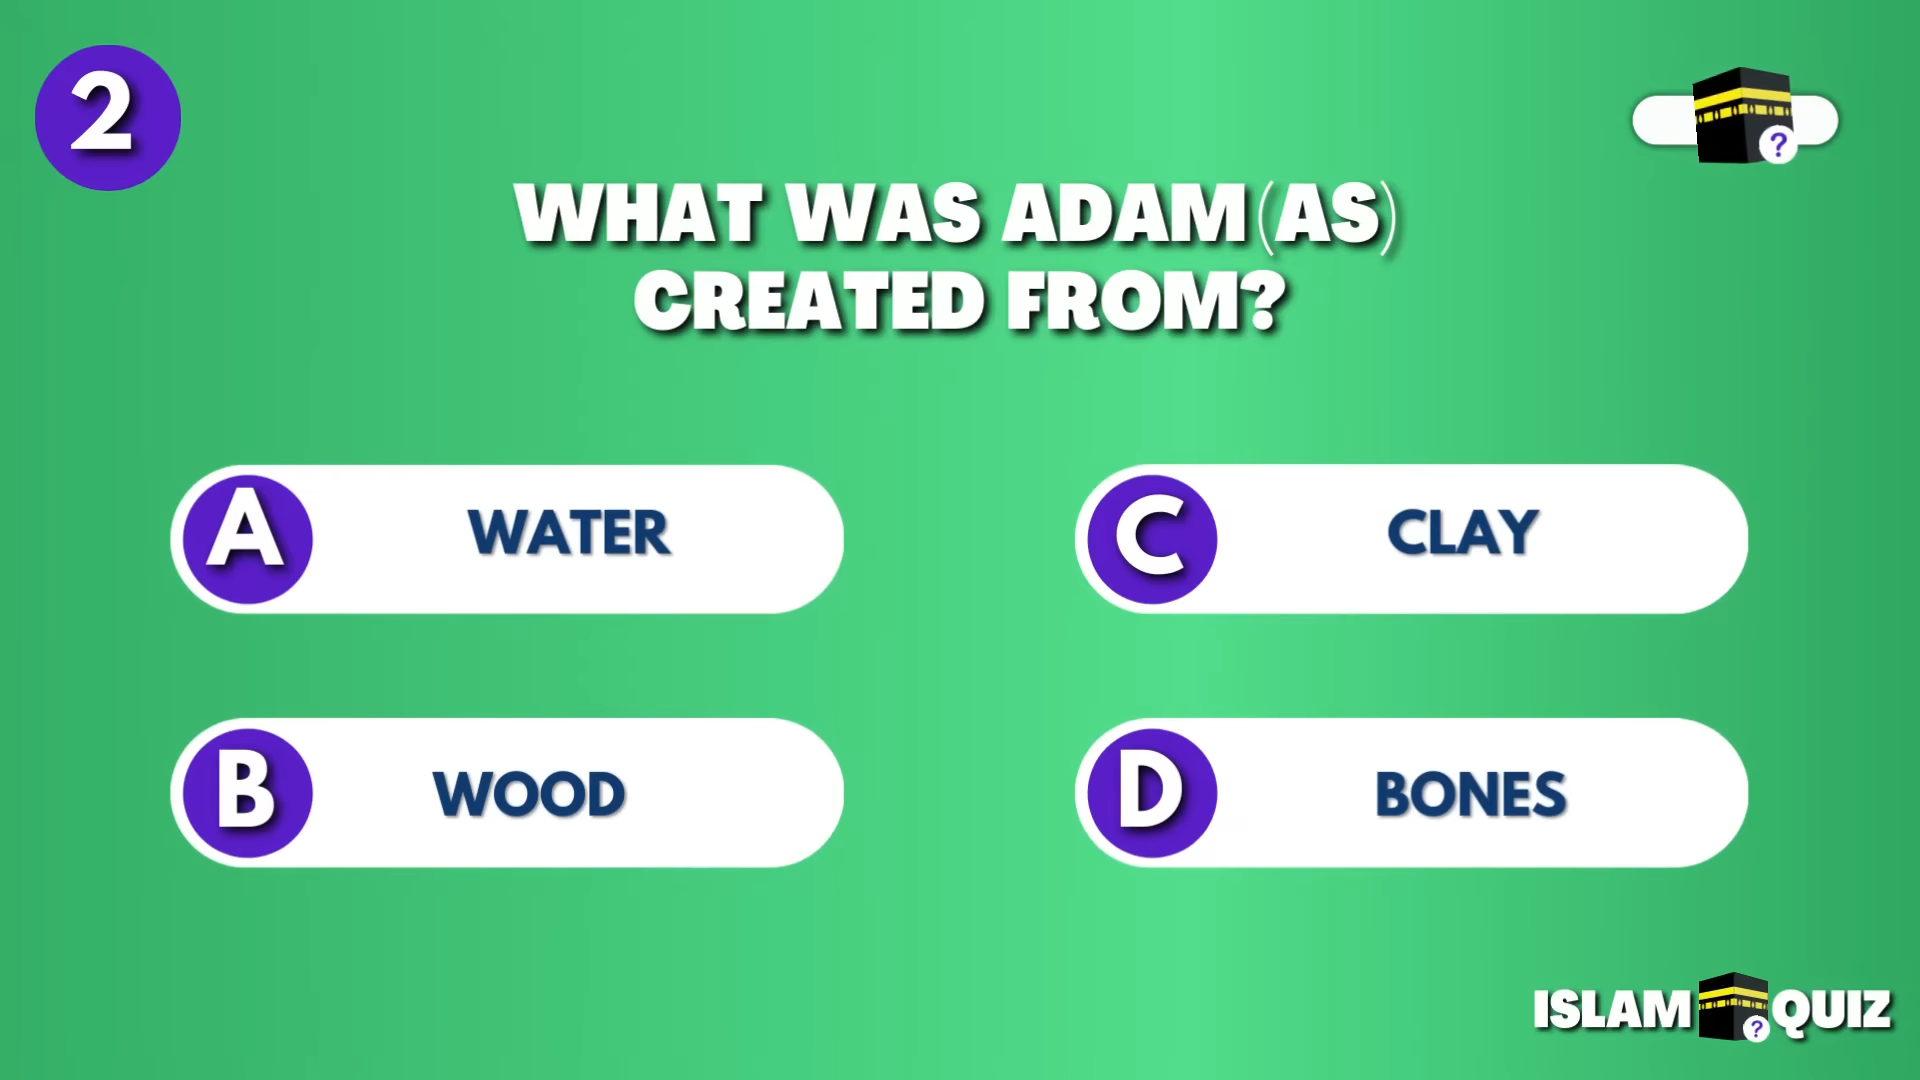 2
?
WHAT WAS ADAM(AS)
CREATED FROM?
A WATER
C CLAY
B WOOD
D BONES
ISLAM ? QUIZ